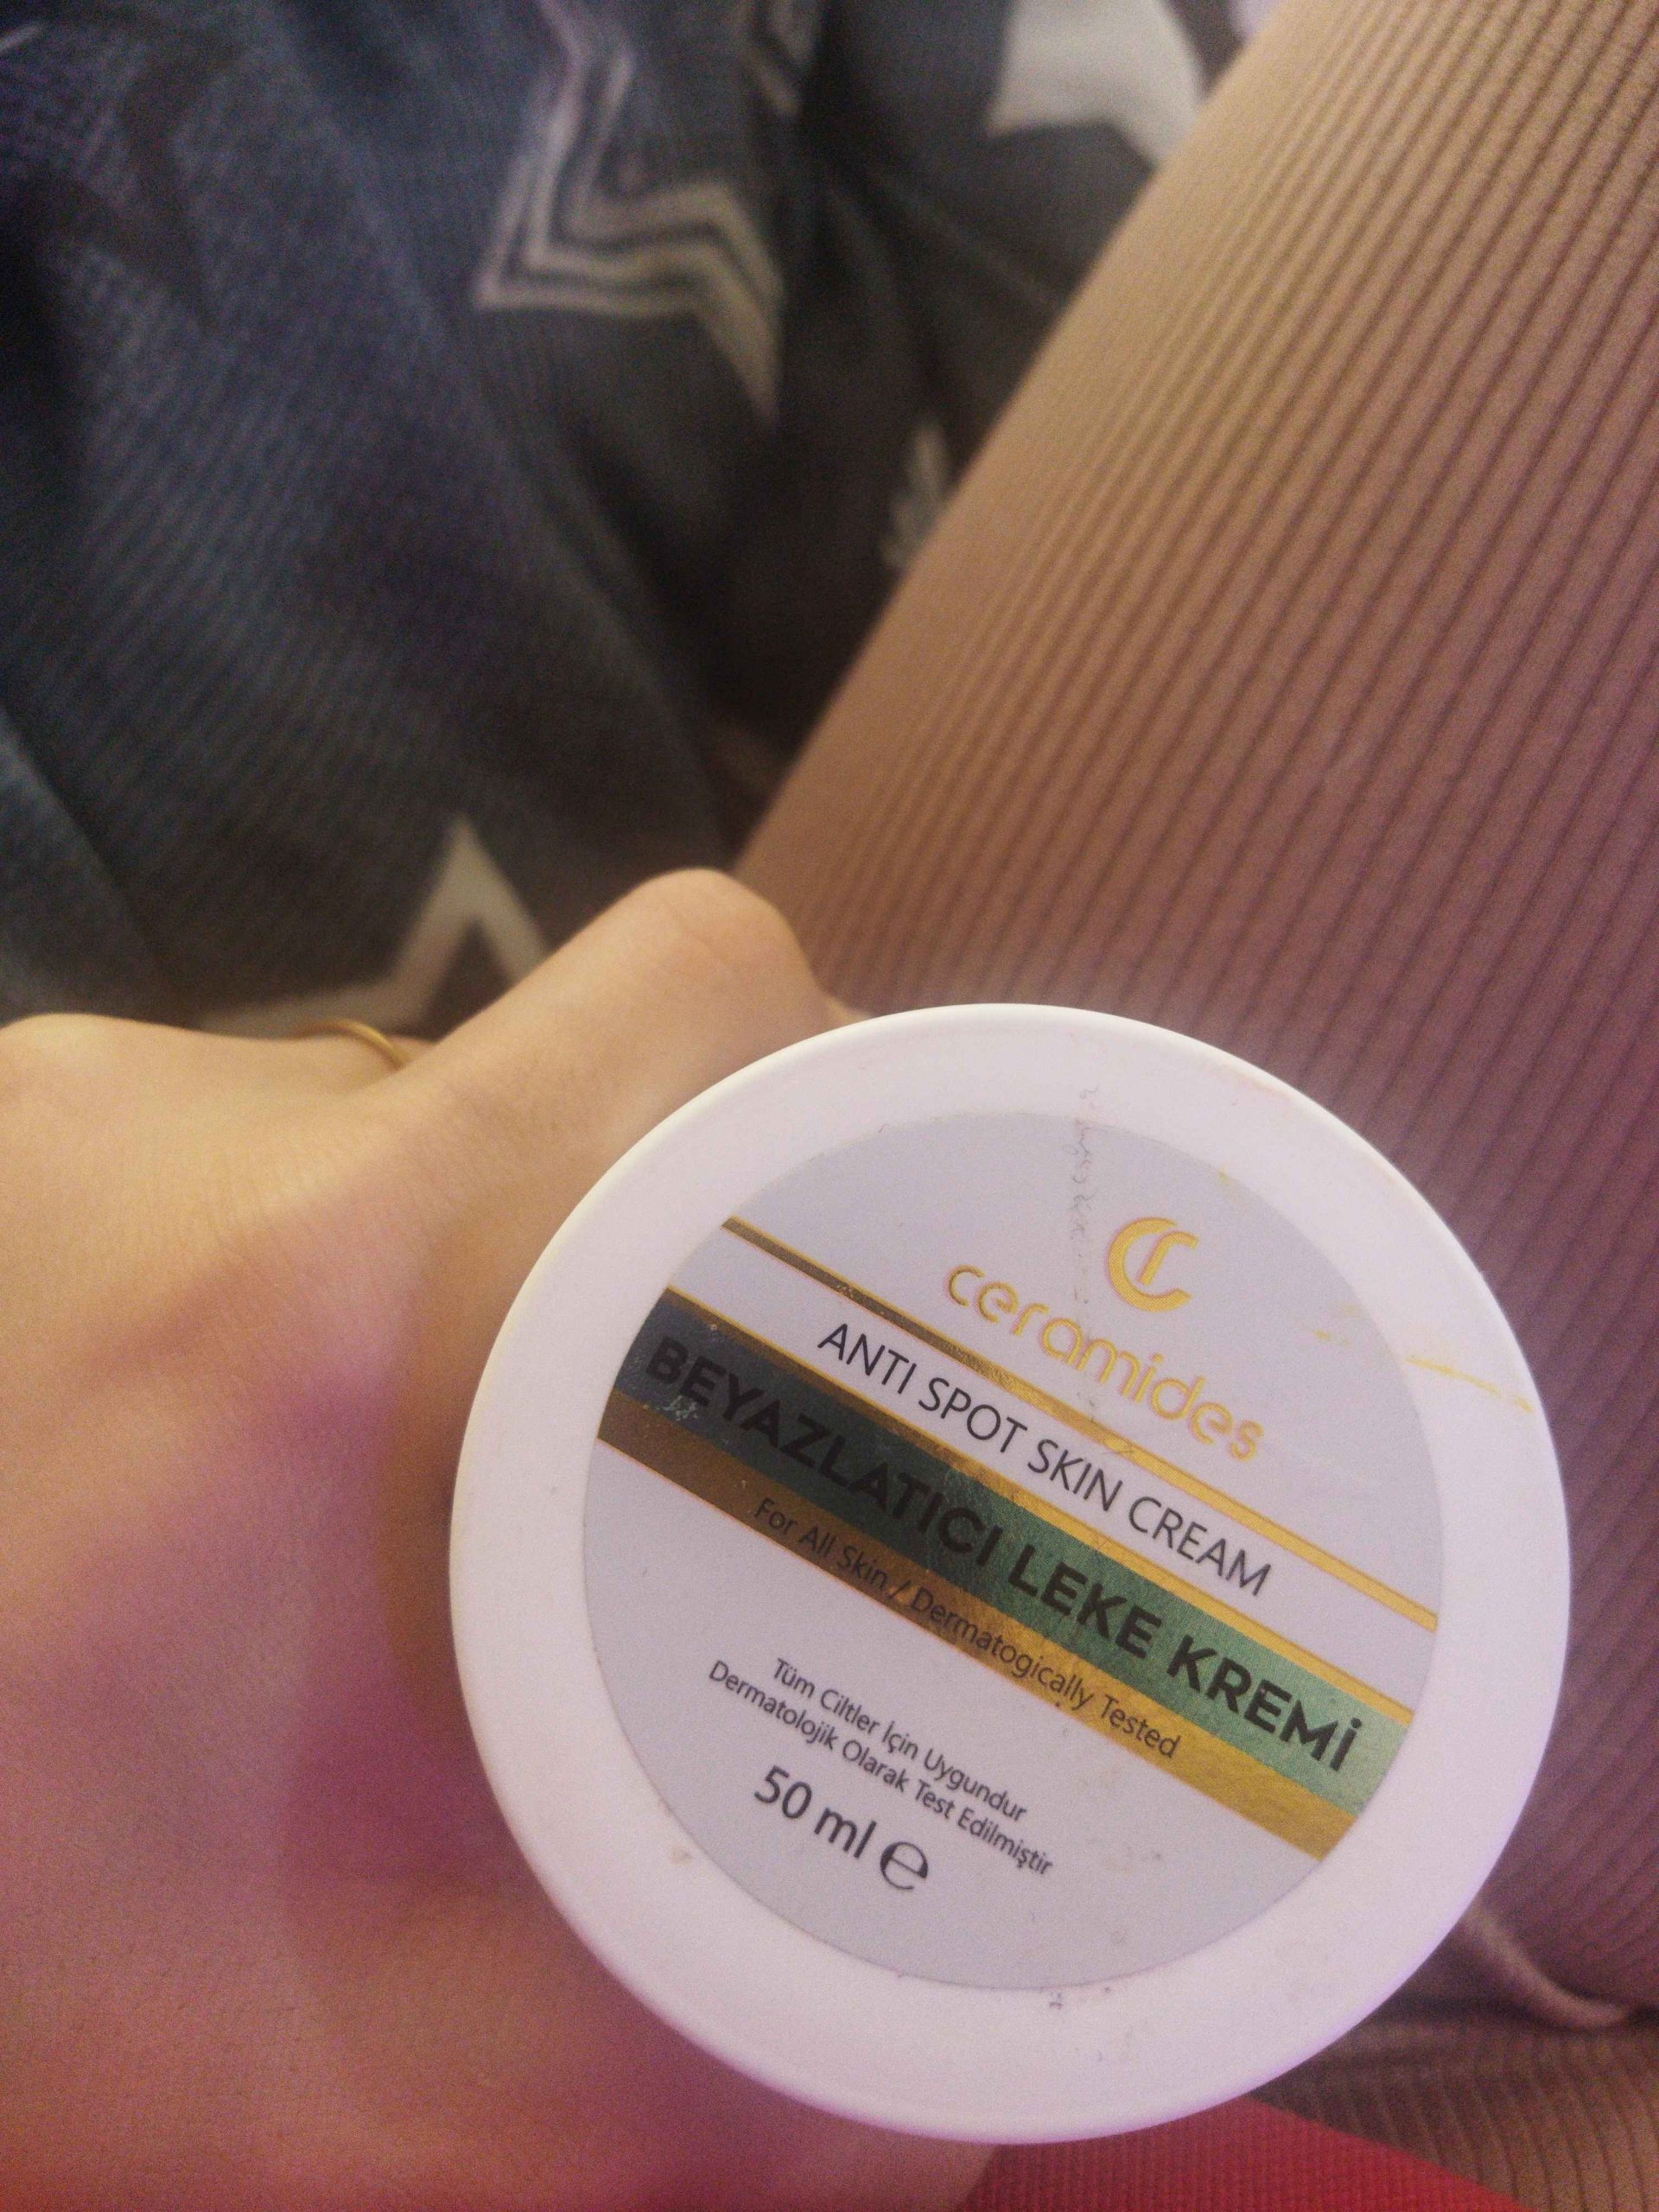 ceramides
ANTI SPOT SKIN CREAM
BEYAZLATICI LEKE KREMİ
For All Skin / Dermatogically Tested
Tüm Ciltler İçin Uygundur
Dermatolojik Olarak Test Edilmiştir
50 ml ℮